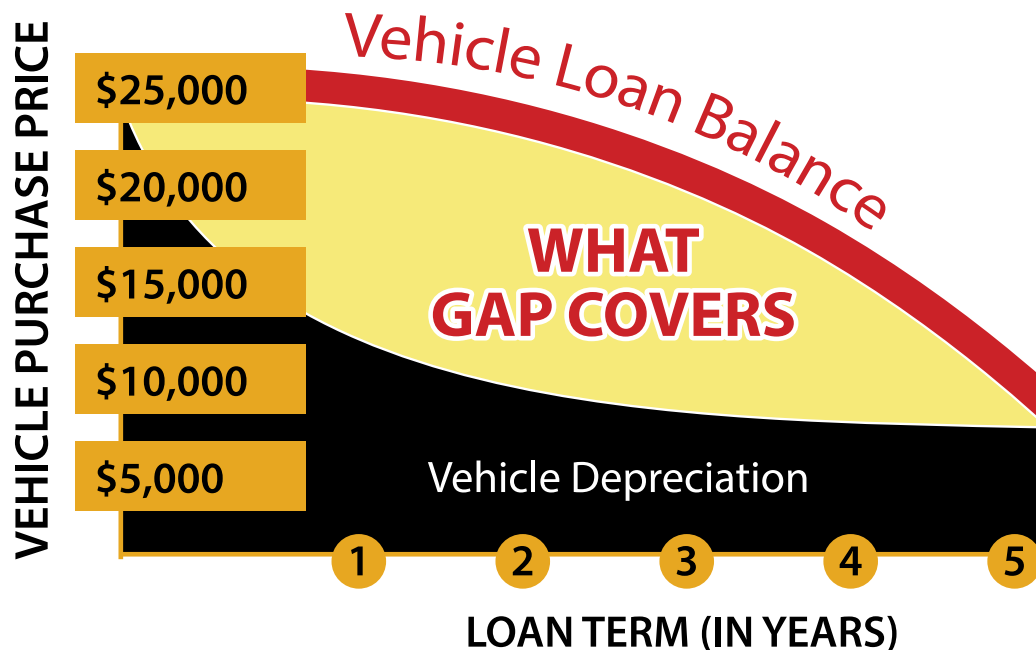 VEHICLE PURCHASE PRICE
$25,000
$20,000
$15,000
$10,000
$5,000
Vehicle Loan Balance
WHAT
GAP COVERS
Vehicle Depreciation
1 2 3 4 5
LOAN TERM (IN YEARS)